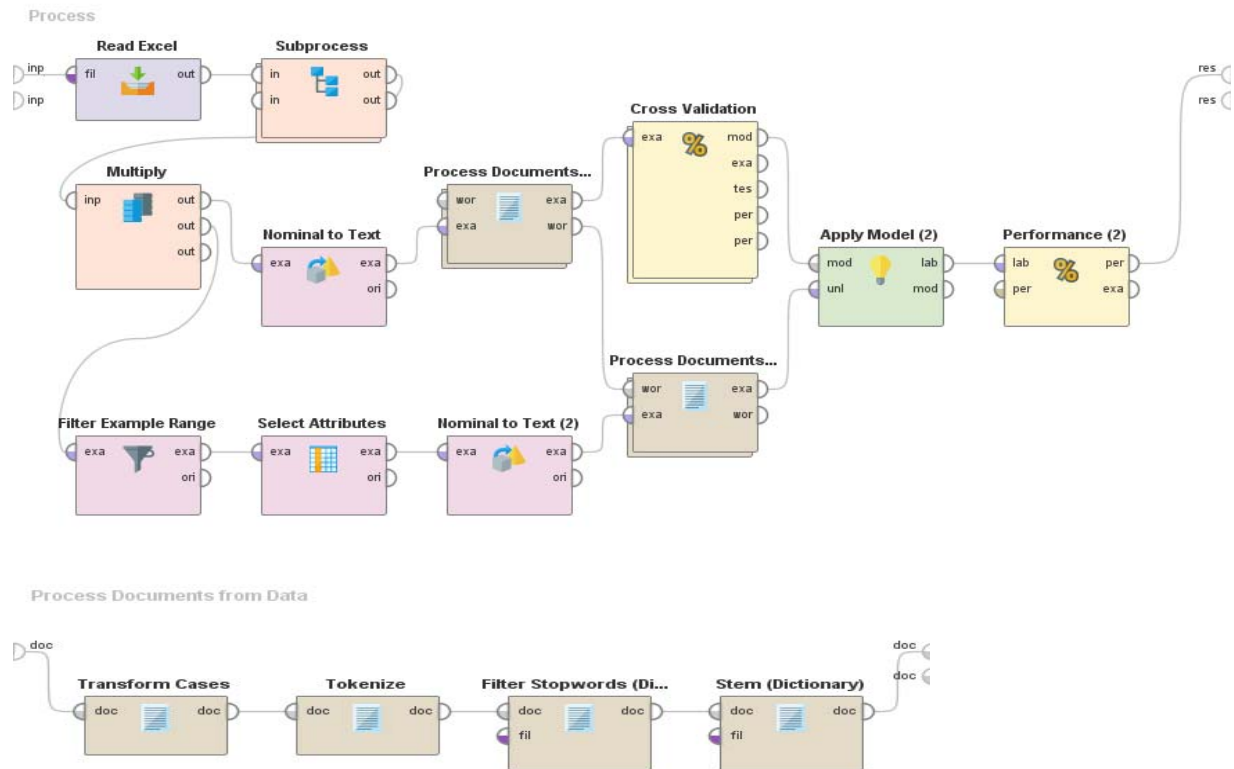 Process
Read Excel
Subprocess
inp fil out in out res
inp in out res
Cross Validation
exa mod
exa
tes
per
per
Multiply
inp out
out
out
Process Documents...
wor exa
exa wor
Nominal to Text
exa exa
ori
Apply Model (2)
mod lab
unl mod
Performance (2)
lab per
per exa
Process Documents...
wor exa
exa wor
Filter Example Range
exa exa
ori
Select Attributes
exa exa
ori
Nominal to Text (2)
exa exa
ori
Process Documents from Data
doc doc
doc
Transform Cases
doc doc
Tokenize
doc doc
Filter Stopwords (Di...
doc doc
fil
Stem (Dictionary)
doc doc
fil